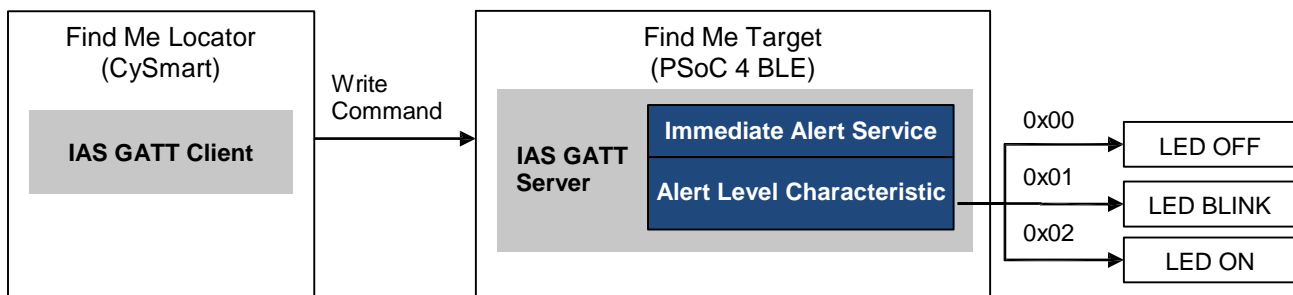 Find Me Locator
(CySmart)
IAS GATT Client
Write
Command
Find Me Target
(PSoC 4 BLE)
IAS GATT
Server
Immediate Alert Service
Alert Level Characteristic
0x00
LED OFF
0x01
LED BLINK
0x02
LED ON